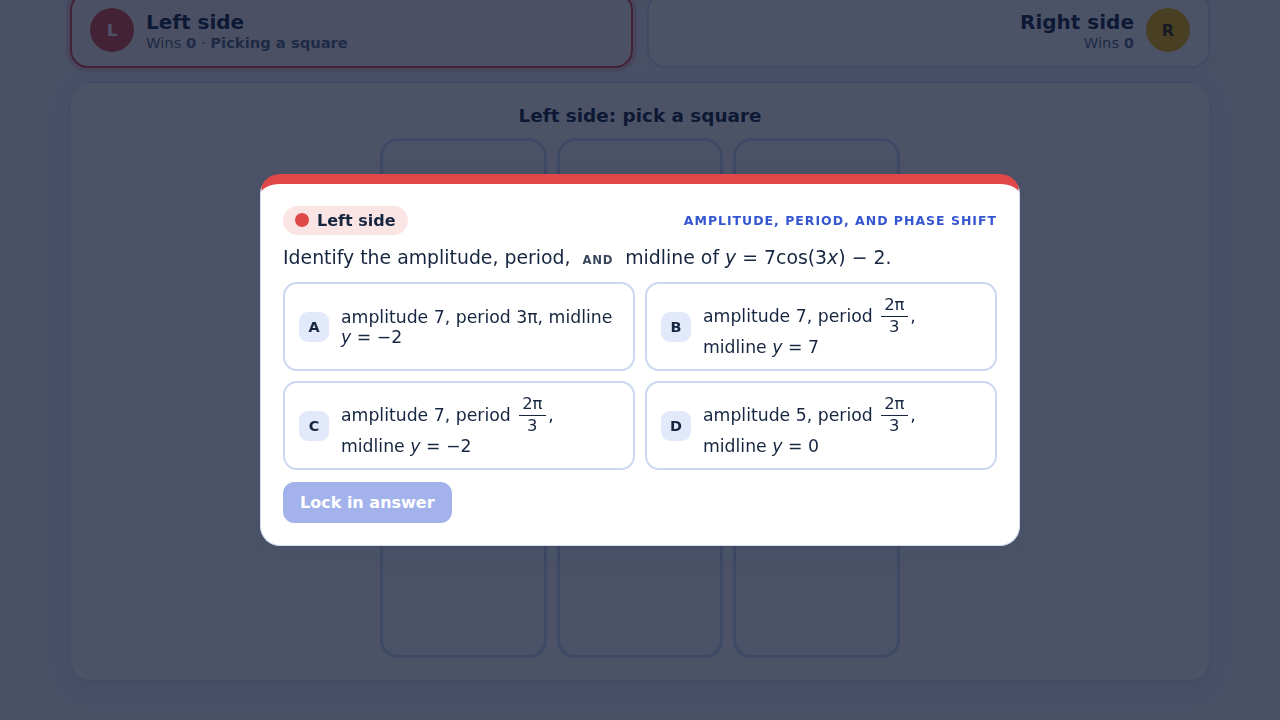 L
Left side
Wins 0 · Picking a square
Right side
Wins 0
R
Left side: pick a square
Left side
AMPLITUDE, PERIOD, AND PHASE SHIFT
Identify the amplitude, period, AND midline of y = 7cos(3x) − 2.
A
amplitude 7, period 3π, midline
y = −2
B
amplitude 7, period 2π/3,
midline y = 7
C
amplitude 7, period 2π/3,
midline y = −2
D
amplitude 5, period 2π/3,
midline y = 0
Lock in answer